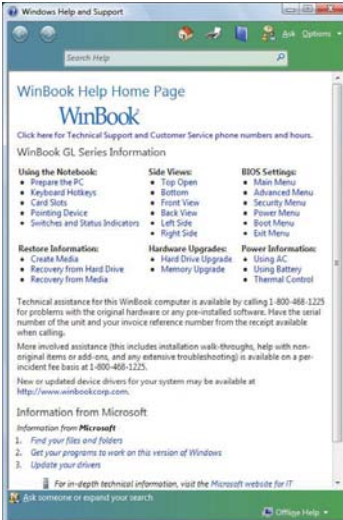 Windows Help and Support
Ask Options
Search Help
WinBook Help Home Page
WINBOOK
Click here for Technical Support and Customer Service phone numbers and hours.
WinBook GL Series Information
Using the Notebook:
Prepare the PC
Keyboard Hotkeys
Card Slots
Pointing Device
Switches and Status Indicators
Side Views:
Top Open
Bottom
Front View
Back View
Left Side
Right Side
BIOS Settings:
Main Menu
Advanced Menu
Security Menu
Power Menu
Boot Menu
Exit Menu
Restore Information:
Create Media
Recovery from Hard Drive
Recovery from Media
Hardware Upgrades:
Hard Drive Upgrade
Memory Upgrade
Power Information:
Using AC
Using Battery
Thermal Control
Technical assistance for this WinBook computer is available by calling 1-800-468-1225
for problems with the original hardware or any pre-installed software. Have the serial
number of the unit and your invoice reference number from the receipt available
when calling.
More involved assistance (this includes installation walk-throughs, help with non-
original items or add-ons, and any extensive troubleshooting) is available on a per-
incident fee basis at 1-800-468-1225.
New or updated device drivers for your system may be available at
http://www.winbookcorp.com.
Information from Microsoft
Information from Microsoft
1. Find your files and folders
2. Get your programs to work on this version of Windows
3. Update your drivers
For in-depth technical information, visit the Microsoft website for IT
Ask someone or expand your search
Offline Help